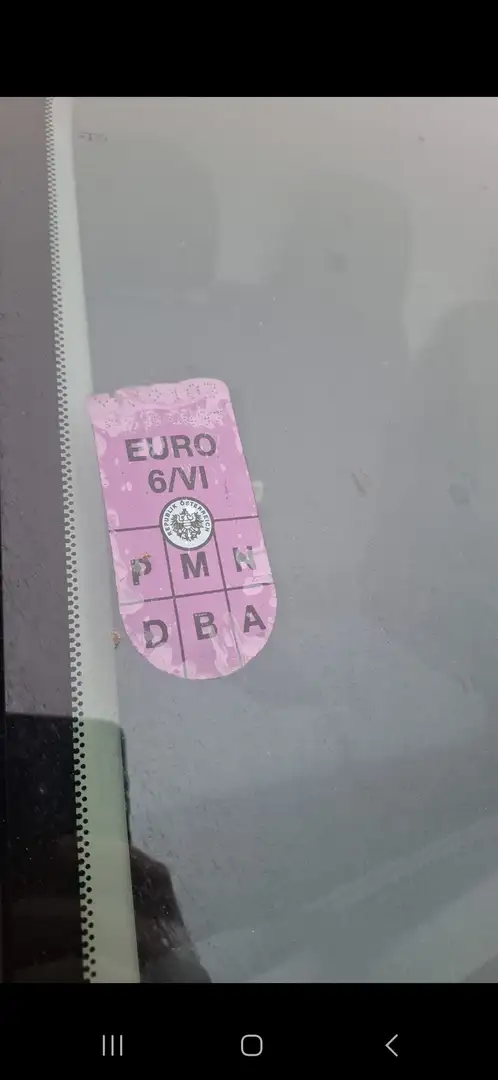 EURO
6/VI
REPUBLIK ÖSTERREICH
P M N
D B A